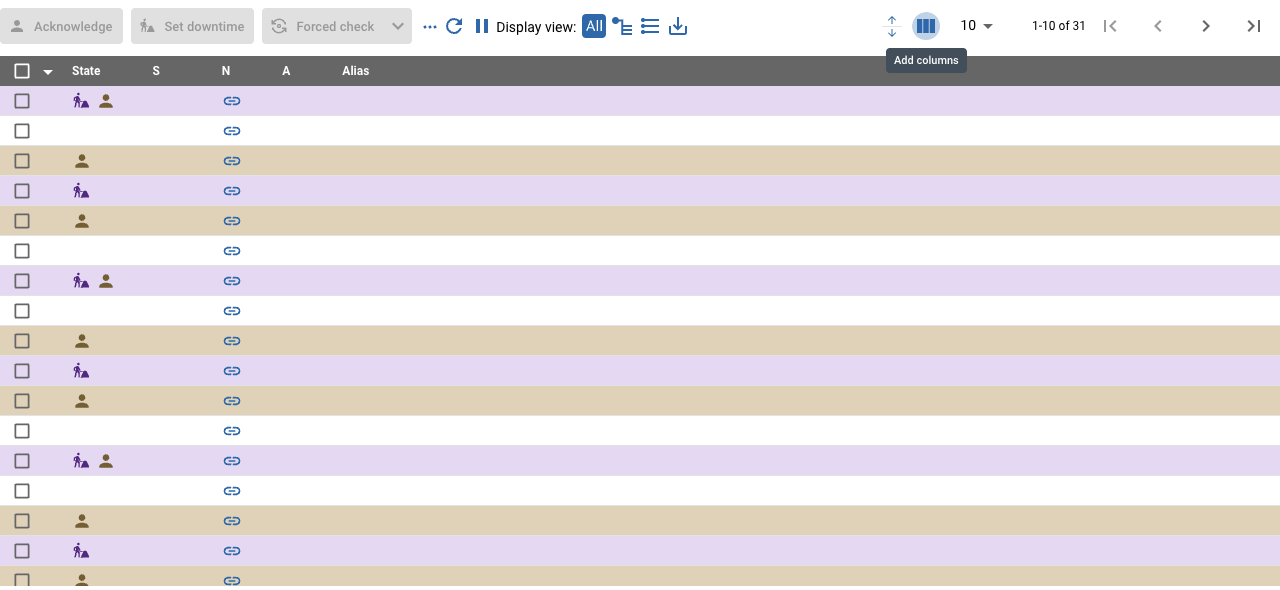 Acknowledge Set downtime Forced check Display view: All 10 1-10 of 31
Add columns
State S N A Alias